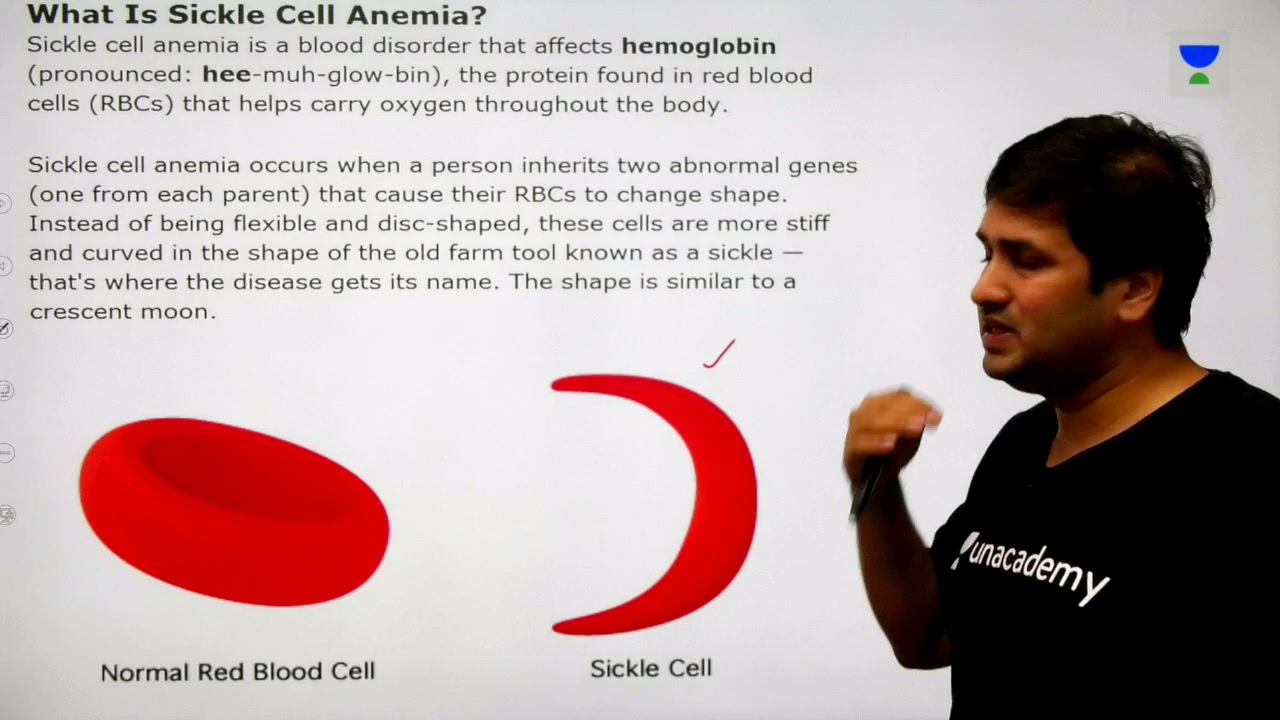 What Is Sickle Cell Anemia?
Sickle cell anemia is a blood disorder that affects hemoglobin
(pronounced: hee-muh-glow-bin), the protein found in red blood
cells (RBCs) that helps carry oxygen throughout the body.
Sickle cell anemia occurs when a person inherits two abnormal genes
(one from each parent) that cause their RBCs to change shape.
Instead of being flexible and disc-shaped, these cells are more stiff
and curved in the shape of the old farm tool known as a sickle —
that's where the disease gets its name. The shape is similar to a
crescent moon.
Normal Red Blood Cell
Sickle Cell
unacademy